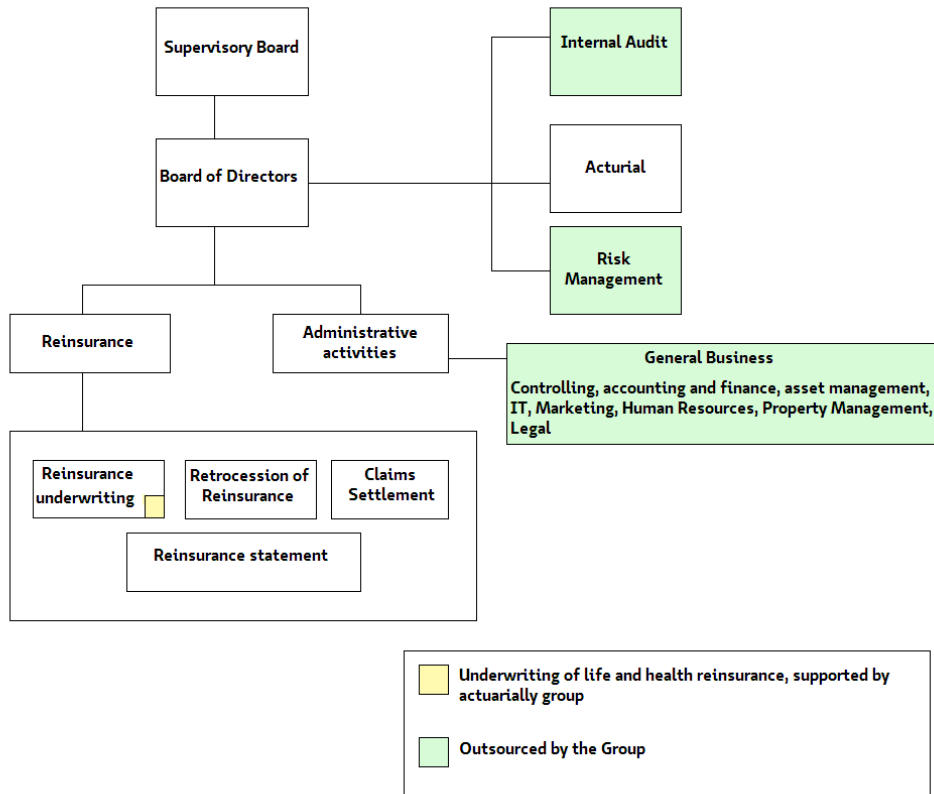 Supervisory Board
Internal Audit
Board of Directors
Acturial
Risk
Management
Reinsurance
Administrative
activities
General Business
Controlling, accounting and finance, asset management,
IT, Marketing, Human Resources, Property Management,
Legal
Reinsurance
underwriting
Retrocession of
Reinsurance
Claims
Settlement
Reinsurance statement
Underwriting of life and health reinsurance, supported by
actuarially group
Outsourced by the Group